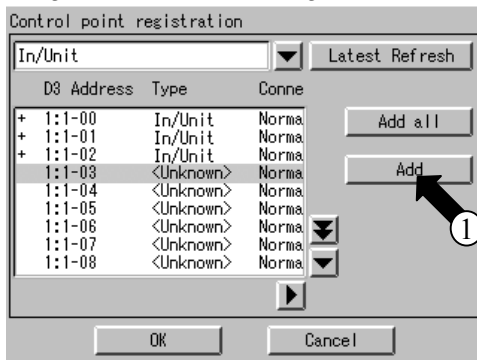 Control point registration
In/Unit
Latest Refresh
D3 Address Type Conne
+ 1:1-00 In/Unit Norma
+ 1:1-01 In/Unit Norma
+ 1:1-02 In/Unit Norma
1:1-03 <Unknown> Norma
1:1-04 <Unknown> Norma
1:1-05 <Unknown> Norma
1:1-06 <Unknown> Norma
1:1-07 <Unknown> Norma
1:1-08 <Unknown> Norma
Add all
Add
1
OK Cancel